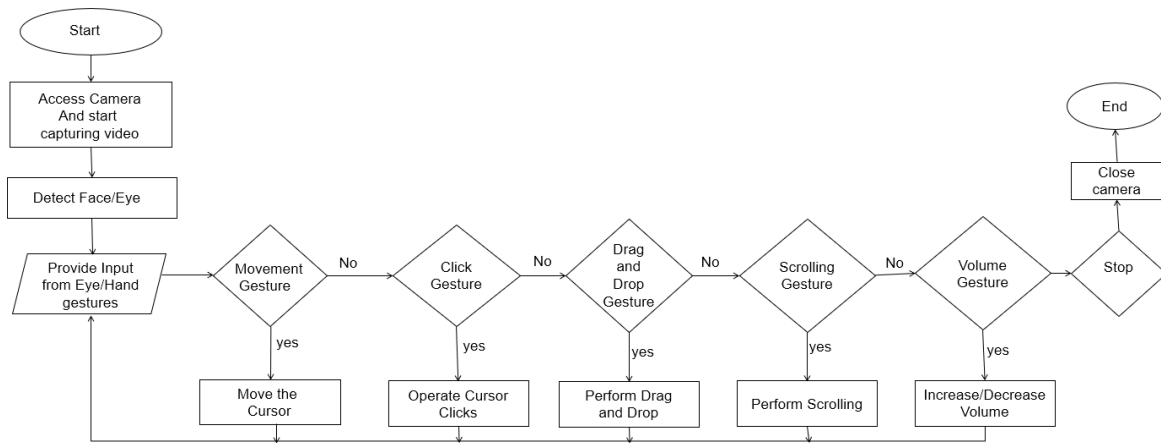 Start
Access Camera
And start
capturing video
Detect Face/Eye
Provide Input
from Eye/Hand
gestures
Movement
Gesture
No
yes
Move the
Cursor
Click
Gesture
No
yes
Operate Cursor
Clicks
Drag
and
Drop
Gesture
No
yes
Perform Drag
and Drop
Scrolling
Gesture
No
yes
Perform Scrolling
Volume
Gesture
yes
Increase/Decrease
Volume
Stop
Close
camera
End